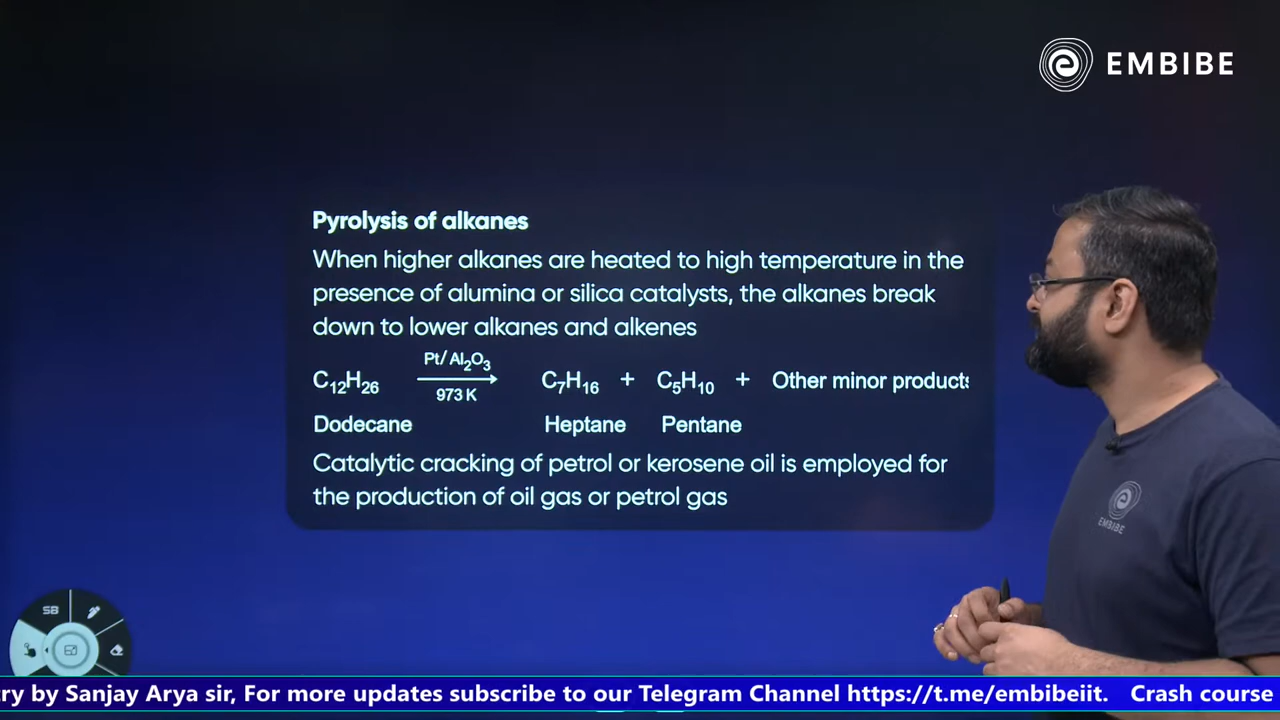 EMBIBE
Pyrolysis of alkanes
When higher alkanes are heated to high temperature in the
presence of alumina or silica catalysts, the alkanes break
down to lower alkanes and alkenes
Pt/ Al₂O₃
C₁₂H₂₆ C₇H₁₆ + C₅H₁₀ + Other minor products
973 K
Dodecane Heptane Pentane
Catalytic cracking of petrol or kerosene oil is employed for
the production of oil gas or petrol gas
EMBIBE
SB
try by Sanjay Arya sir, For more updates subscribe to our Telegram Channel https://t.me/embibeiit. Crash course